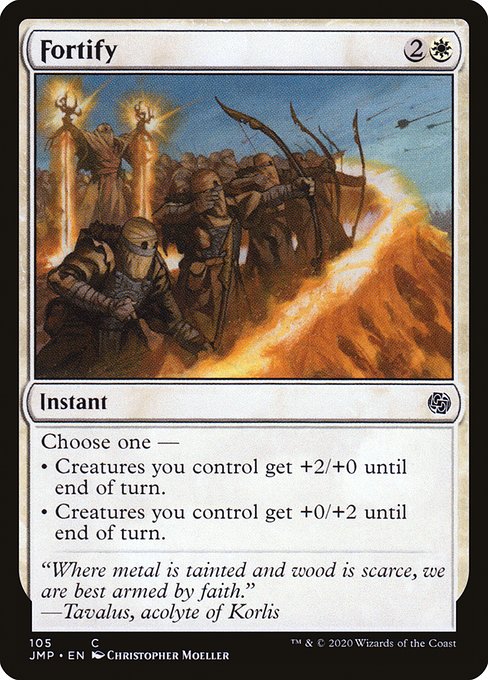 Fortify 2
Instant
Choose one —
• Creatures you control get +2/+0 until
end of turn.
• Creatures you control get +0/+2 until
end of turn.
“Where metal is tainted and wood is scarce, we
are best armed by faith.”
—Tavalus, acolyte of Korlis
105 C
JMP • EN Christopher Moeller
™ & © 2020 Wizards of the Coast